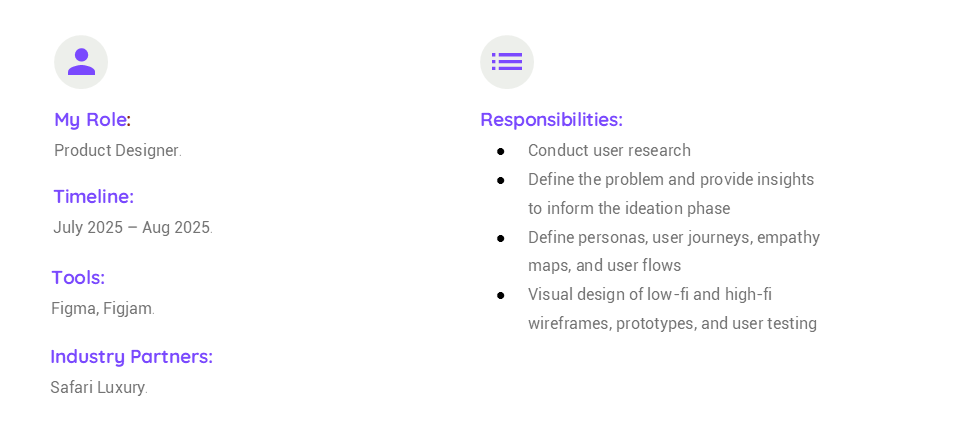 My Role:
Product Designer.
Timeline:
July 2025 – Aug 2025.
Tools:
Figma, Figjam.
Industry Partners:
Safari Luxury.
Responsibilities:
● Conduct user research
● Define the problem and provide insights
to inform the ideation phase
● Define personas, user journeys, empathy
maps, and user flows
● Visual design of low-fi and high-fi
wireframes, prototypes, and user testing